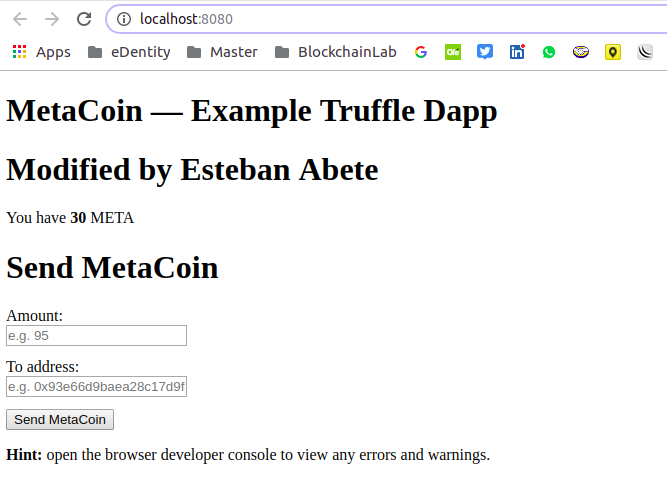 localhost:8080
Apps eDentity Master BlockchainLab
MetaCoin — Example Truffle Dapp
Modified by Esteban Abete
You have 30 META
Send MetaCoin
Amount:
e.g. 95
To address:
e.g. 0x93e66d9baea28c17d9f
Send MetaCoin
Hint: open the browser developer console to view any errors and warnings.